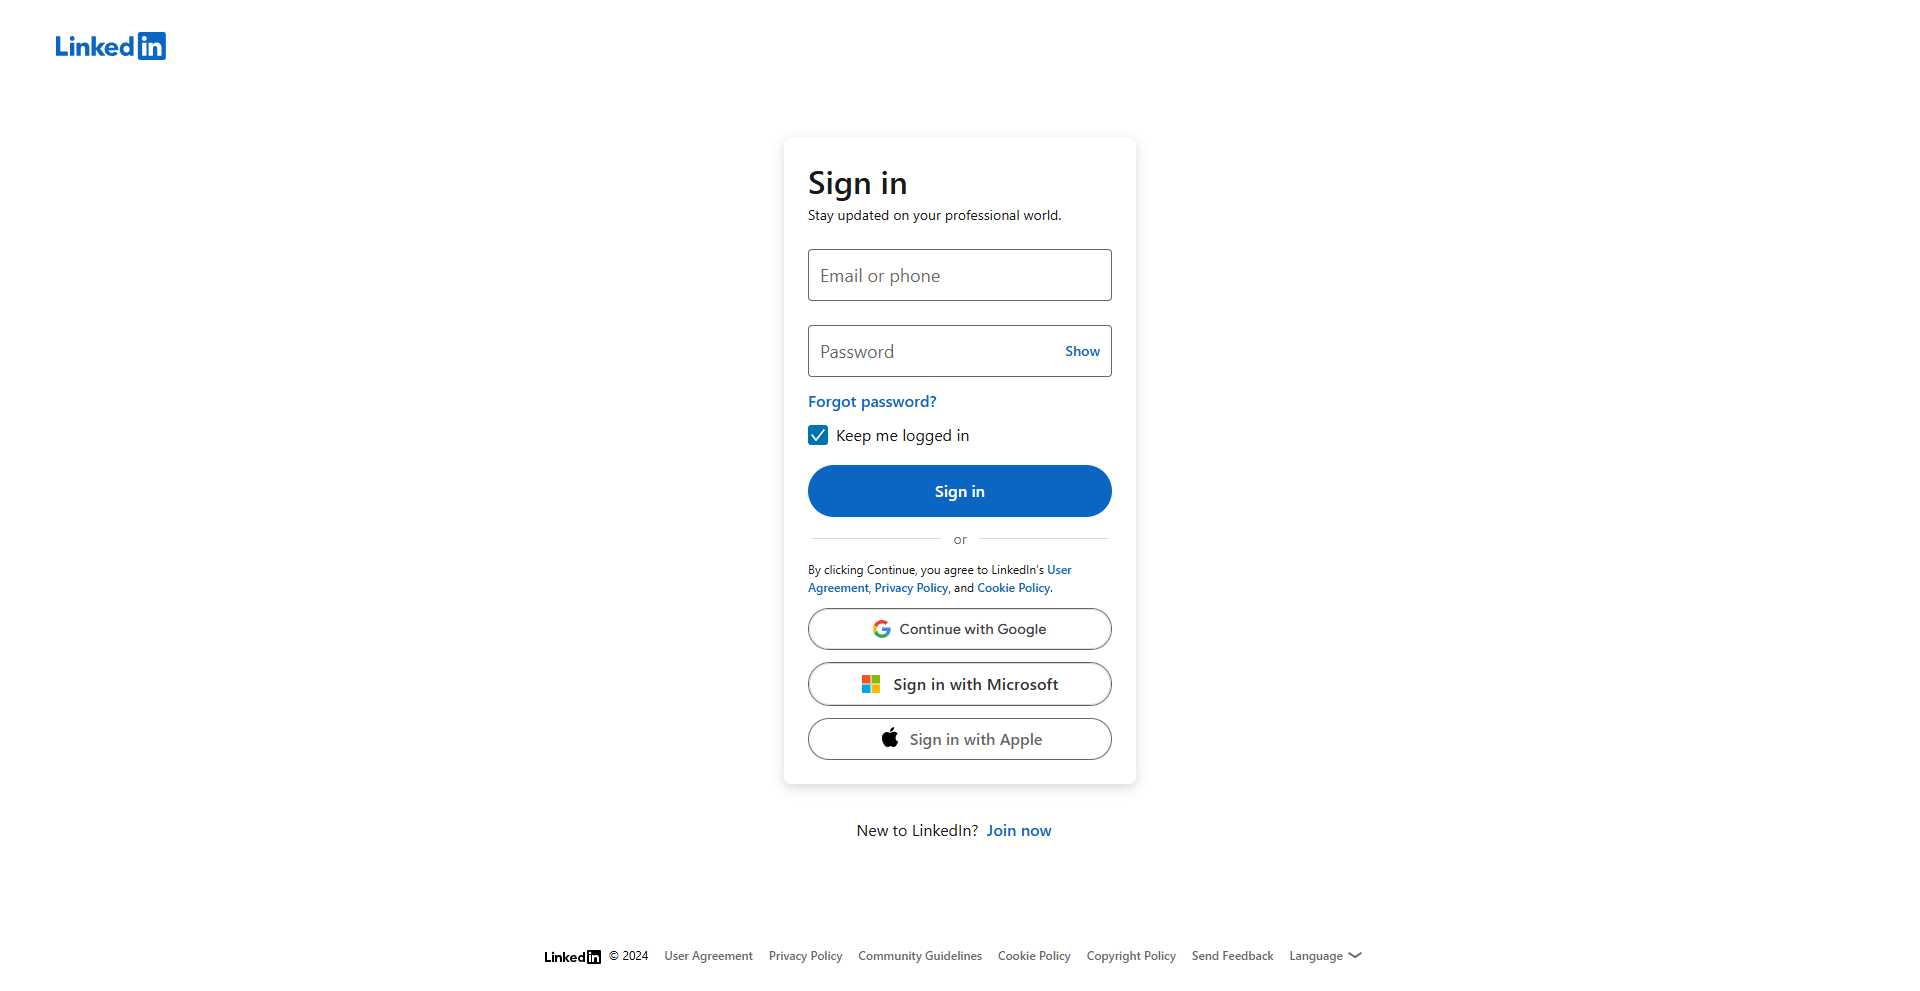 LinkedIn
Sign in
Stay updated on your professional world.
Email or phone
Password Show
Forgot password?
Keep me logged in
Sign in
or
By clicking Continue, you agree to LinkedIn's User
Agreement, Privacy Policy, and Cookie Policy.
Continue with Google
Sign in with Microsoft
Sign in with Apple
New to LinkedIn? Join now
LinkedIn © 2024 User Agreement Privacy Policy Community Guidelines Cookie Policy Copyright Policy Send Feedback Language